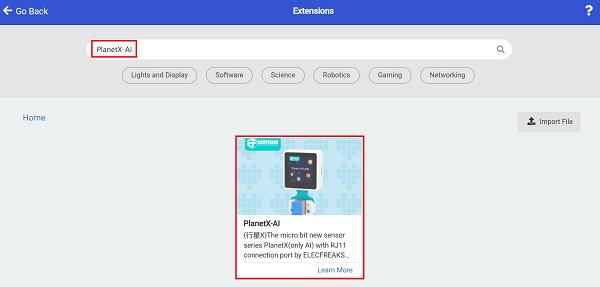 Go Back
Extensions
?
PlanetX-AI
Lights and Display
Software
Science
Robotics
Gaming
Networking
Home
Import File
ELECFREAKS
PlanetX-AI
(行星X)The micro:bit new sensor
series PlanetX(only AI) with RJ11
connection port by ELECFREAKS...
Learn More